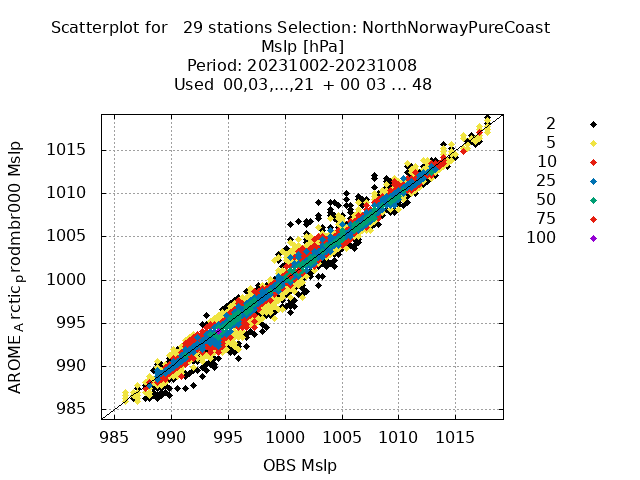 Scatterplot for   29 stations Selection: NorthNorwayPureCoast
Mslp [hPa]
Period: 20231002-20231008
Used  00,03,...,21  + 00 03 ... 48
2
5
10
25
50
75
100
1015
1010
1005
1000
995
990
985
AROME_Arctic_prodmbr000 Mslp
985 990 995 1000 1005 1010 1015
OBS Mslp